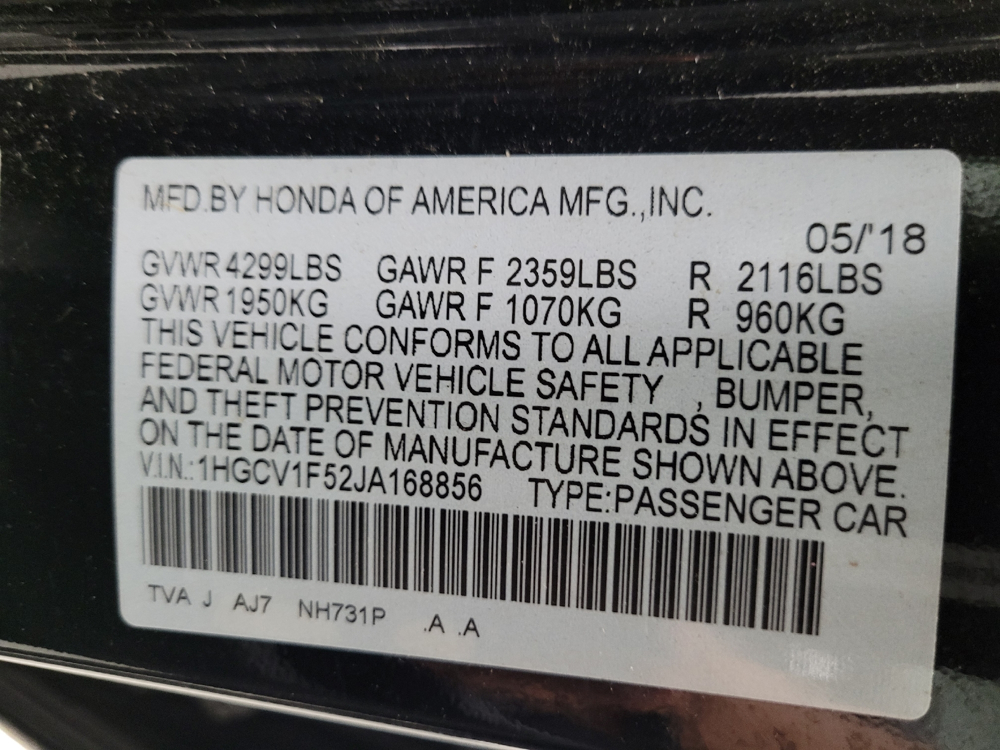 MFD.BY HONDA OF AMERICA MFG.,INC.
05/'18
GVWR 4299LBS GAWR F 2359LBS R 2116LBS
GVWR 1950KG GAWR F 1070KG R 960KG
THIS VEHICLE CONFORMS TO ALL APPLICABLE
FEDERAL MOTOR VEHICLE SAFETY , BUMPER,
AND THEFT PREVENTION STANDARDS IN EFFECT
ON THE DATE OF MANUFACTURE SHOWN ABOVE.
V.I.N.: 1HGCV1F52JA168856 TYPE:PASSENGER CAR
TVA J AJ7 NH731P .A .A